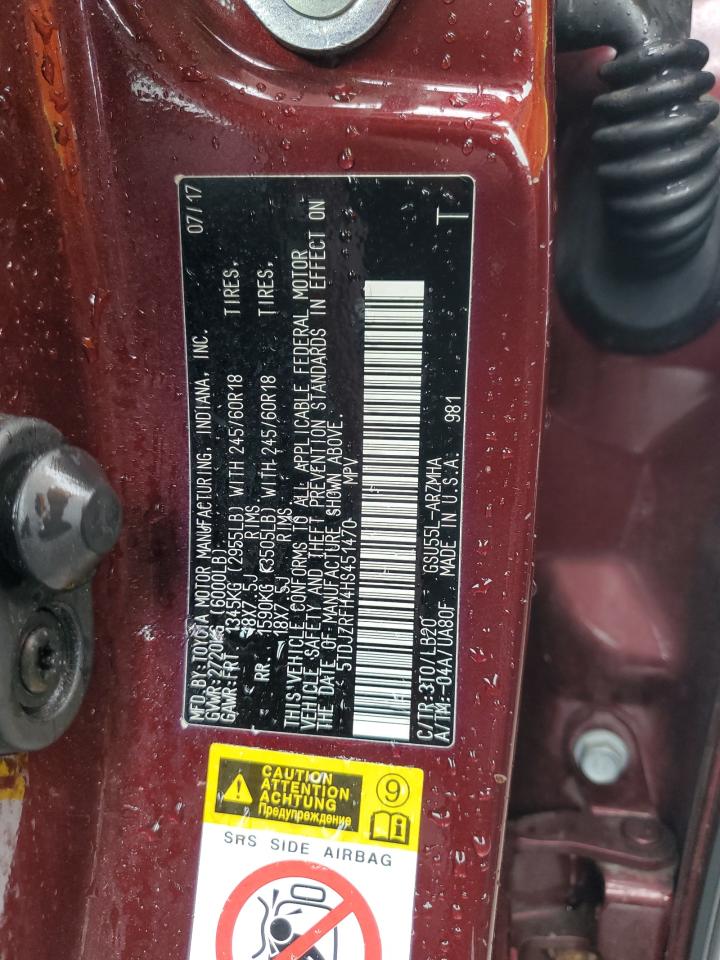 MFD.BY:TOYOTA MOTOR MANUFACTURING, INDIANA, INC. 07/17
GVWR:2720KG (6000LB)
GAWR:FRT. 1345KG (2955LB) WITH 245/60R18 TIRES,
18X7.5J RIMS
RR. 1590KG (3505LB) WITH 245/60R18 TIRES,
18X7.5J RIMS
THIS VEHICLE CONFORMS TO ALL APPLICABLE FEDERAL MOTOR
VEHICLE SAFETY AND THEFT PREVENTION STANDARDS IN EFFECT ON
THE DATE OF MANUFACTURE SHOWN ABOVE.
5TDUZRFH4HS451470 MPV
C/TR:3T0/LB20 GSU55L-ARZMHA T
A/TM:-04A/UA80F MADE IN U.S.A. 981
CAUTION
ATTENTION
ACHTUNG
Предупреждение
9
SRS SIDE AIRBAG